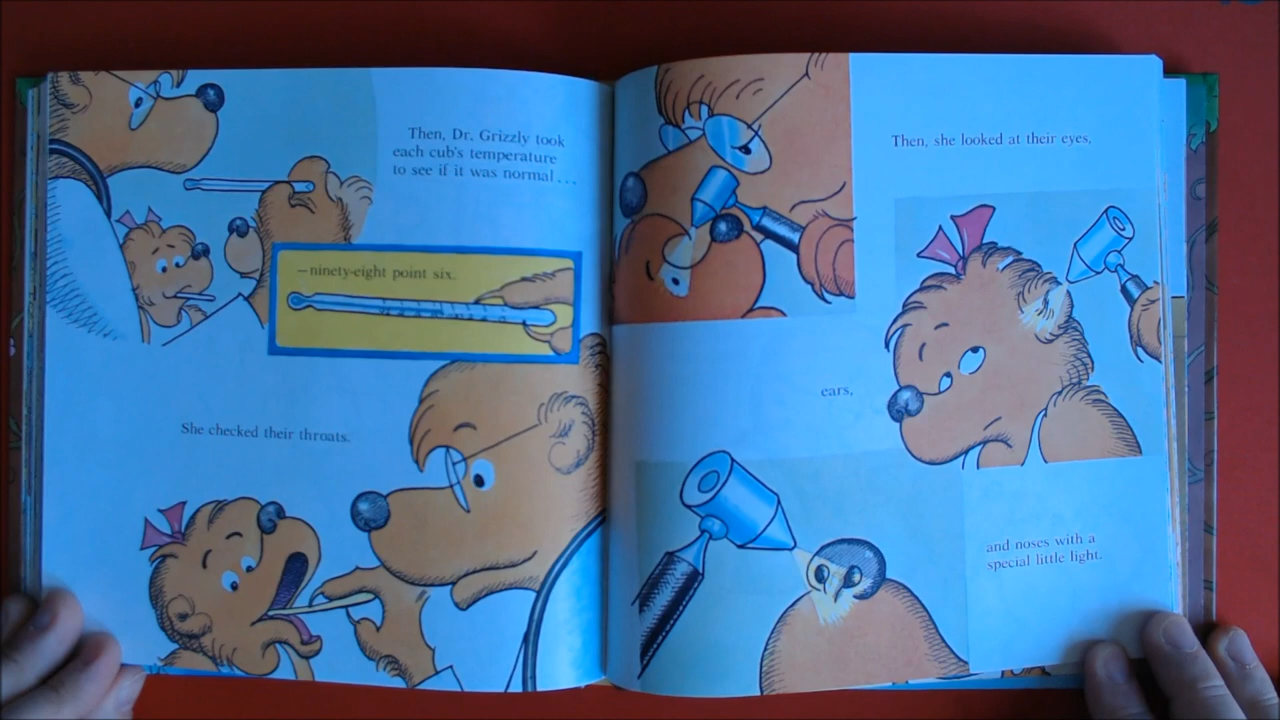 Then, Dr. Grizzly took
each cub's temperature
to see if it was normal . . .
—ninety-eight point six.
She checked their throats.
Then, she looked at their eyes,
ears,
and noses with a
special little light.